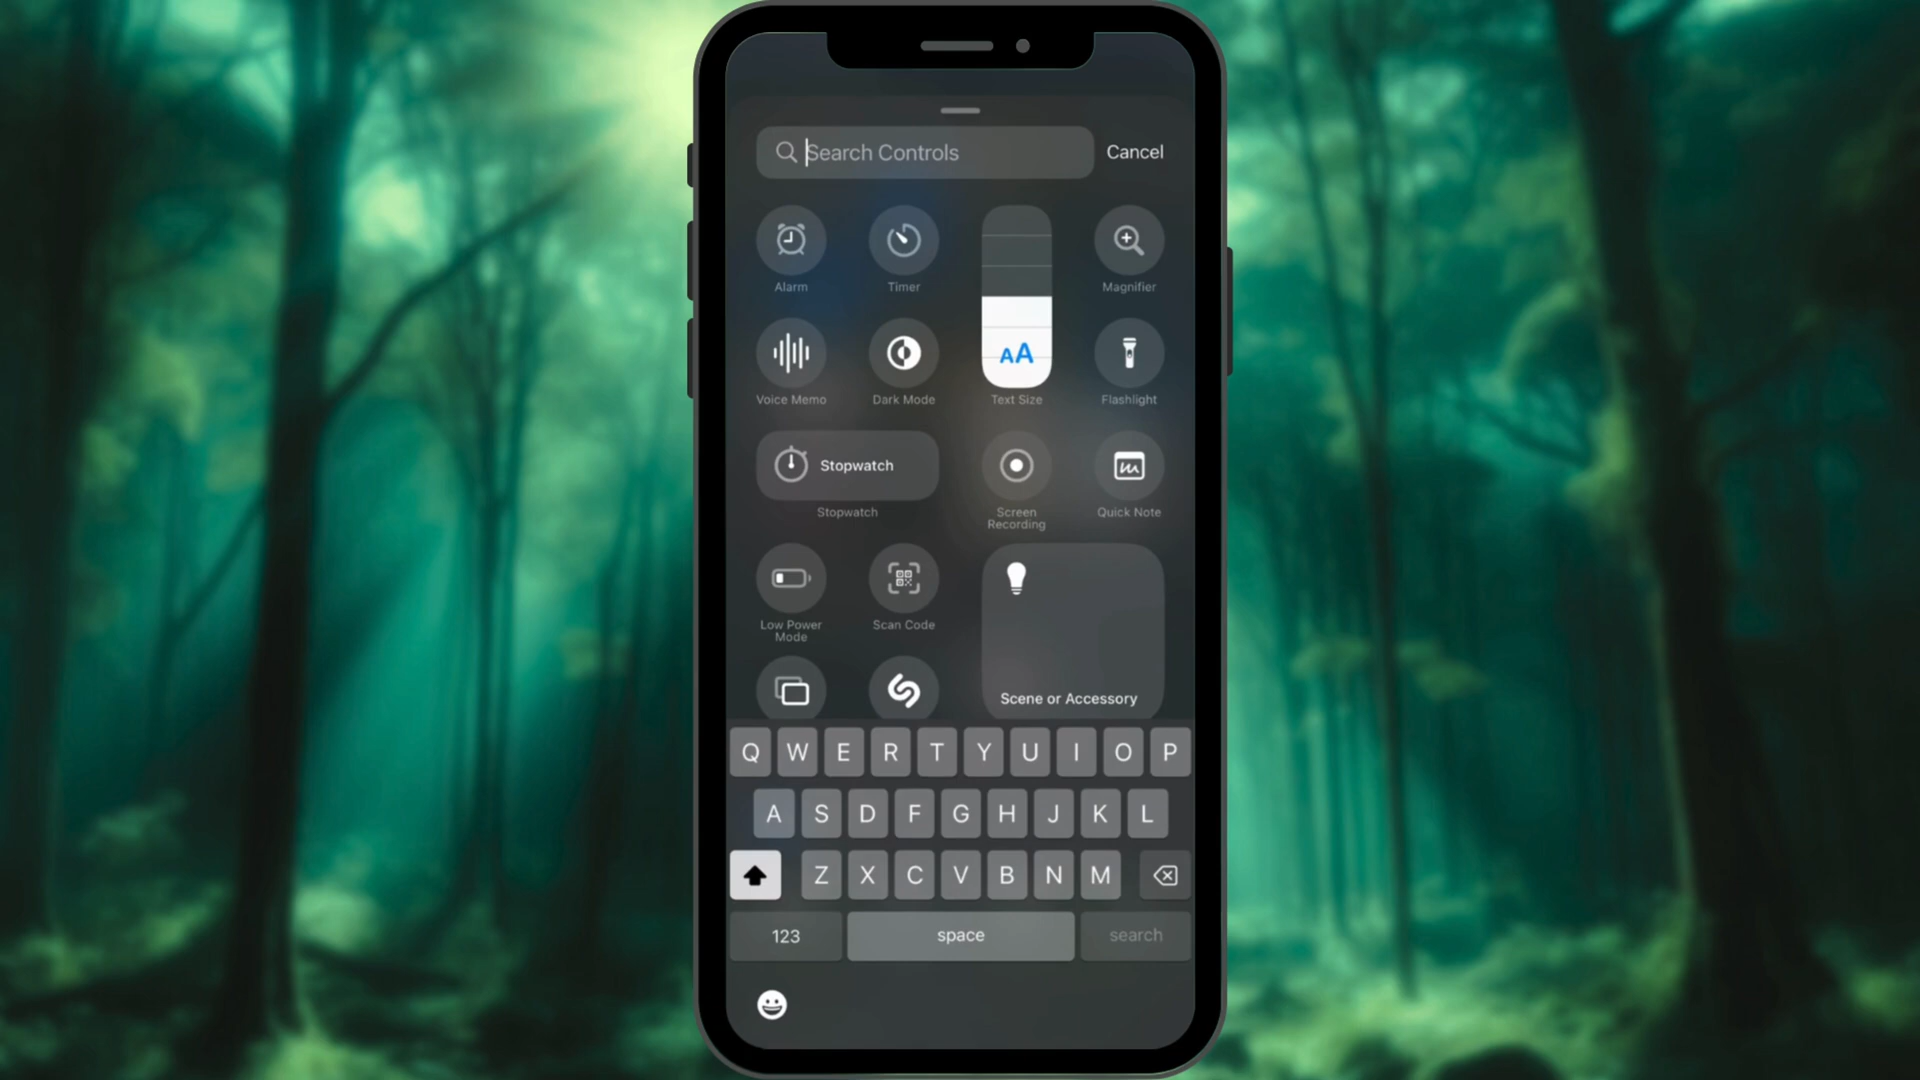 Search Controls
Cancel
Alarm
Timer
Magnifier
Voice Memo
Dark Mode
AA
Text Size
Flashlight
Stopwatch
Stopwatch
Screen
Recording
Quick Note
Low Power
Mode
Scan Code
Scene or Accessory
Q W E R T Y U I O P
A S D F G H J K L
Z X C V B N M
123
space
search